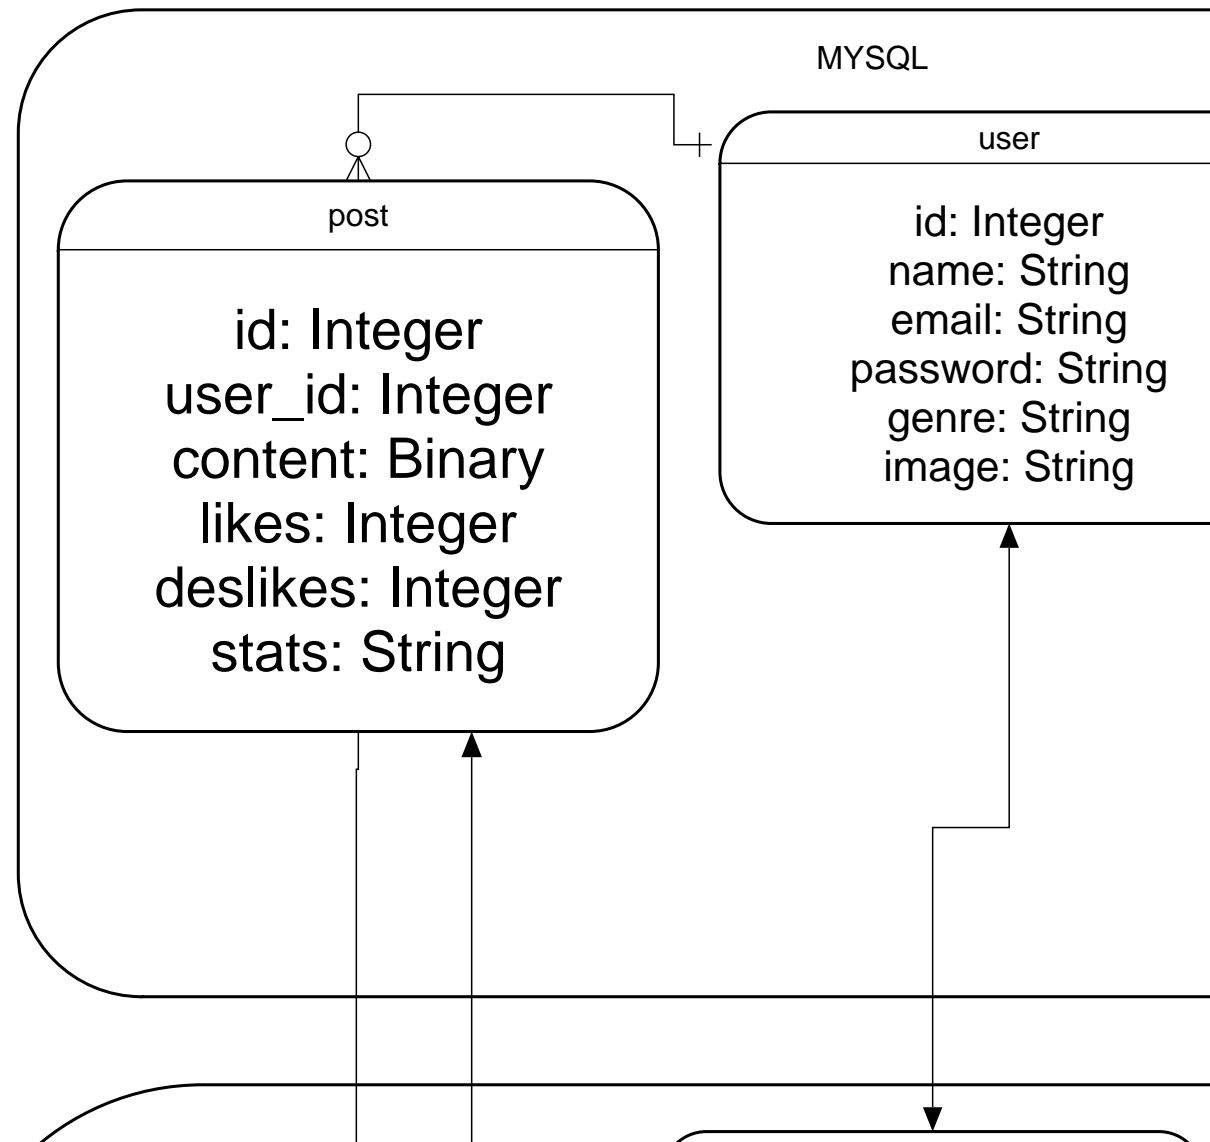 MYSQL
user
id: Integer
name: String
email: String
password: String
genre: String
image: String
post
id: Integer
user_id: Integer
content: Binary
likes: Integer
deslikes: Integer
stats: String